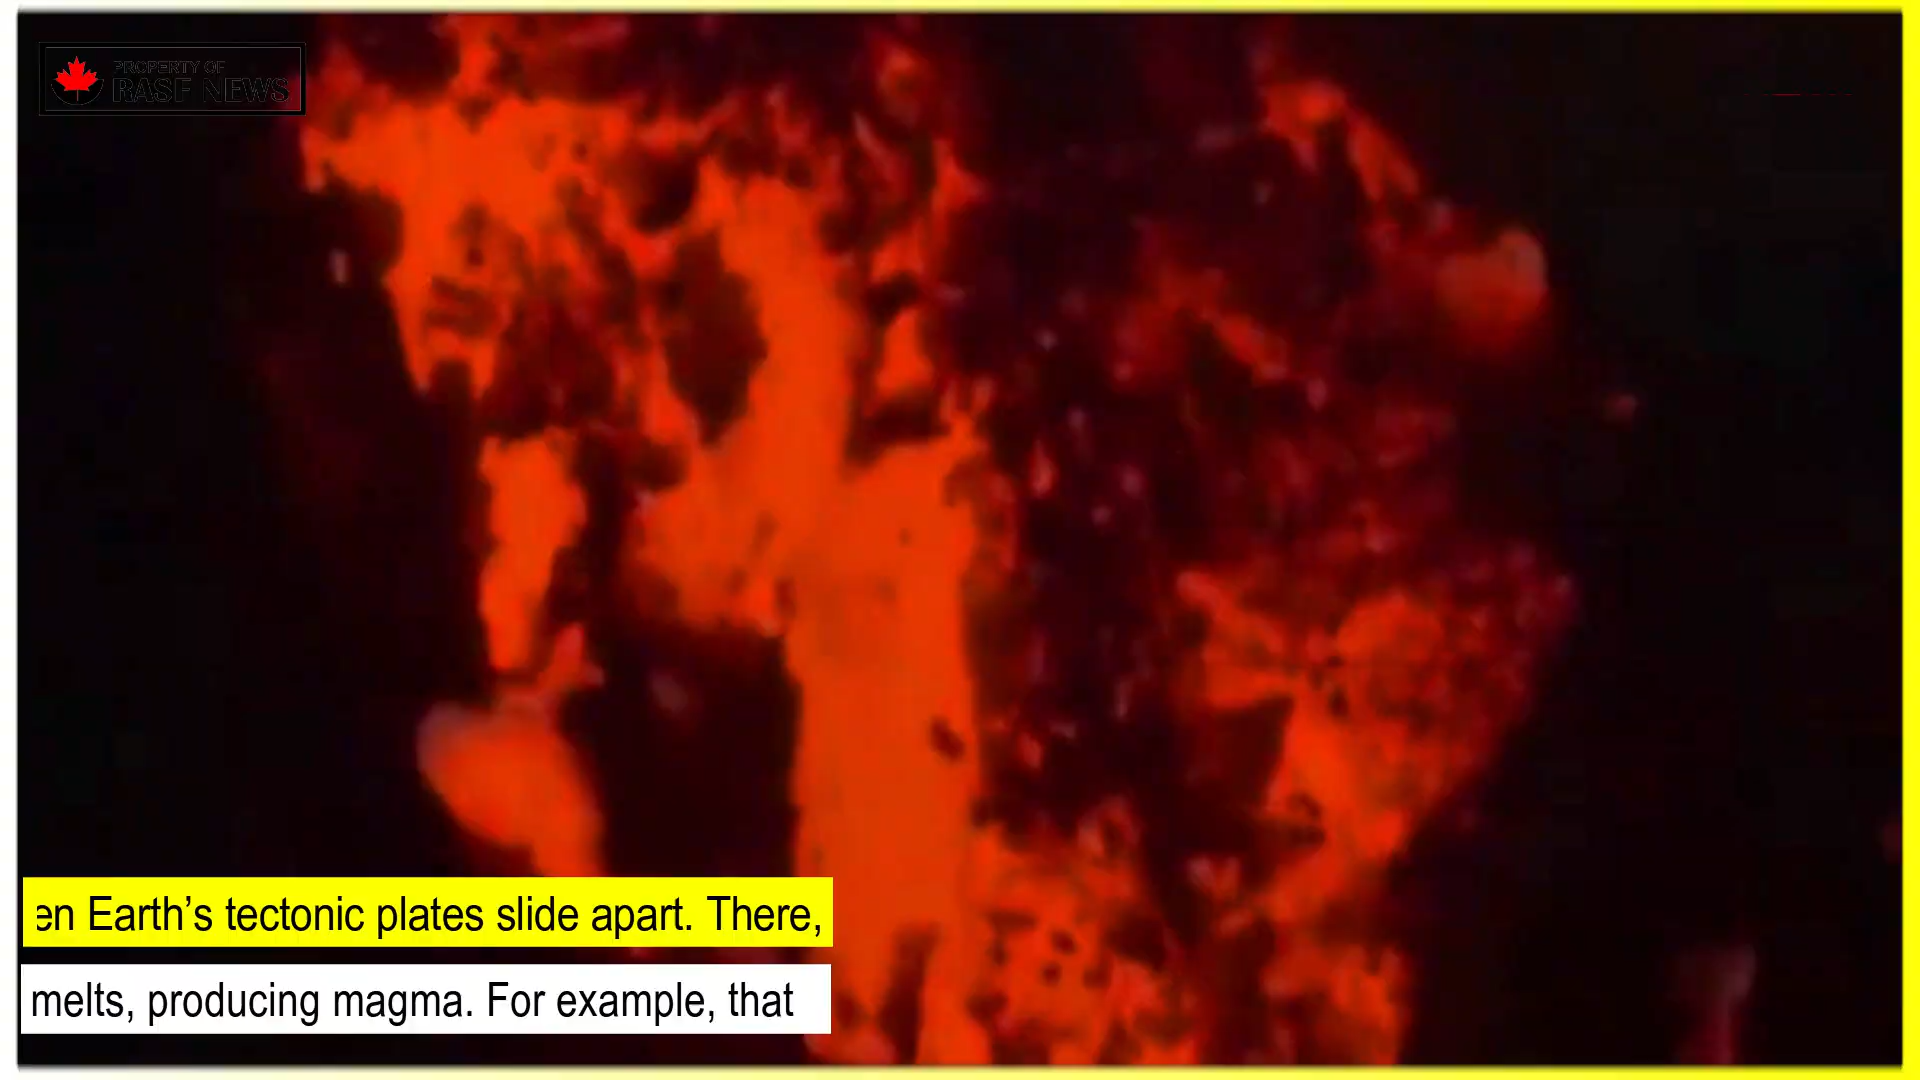 PROPERTY OF
RASF NEWS
en Earth’s tectonic plates slide apart. There,
melts, producing magma. For example, that